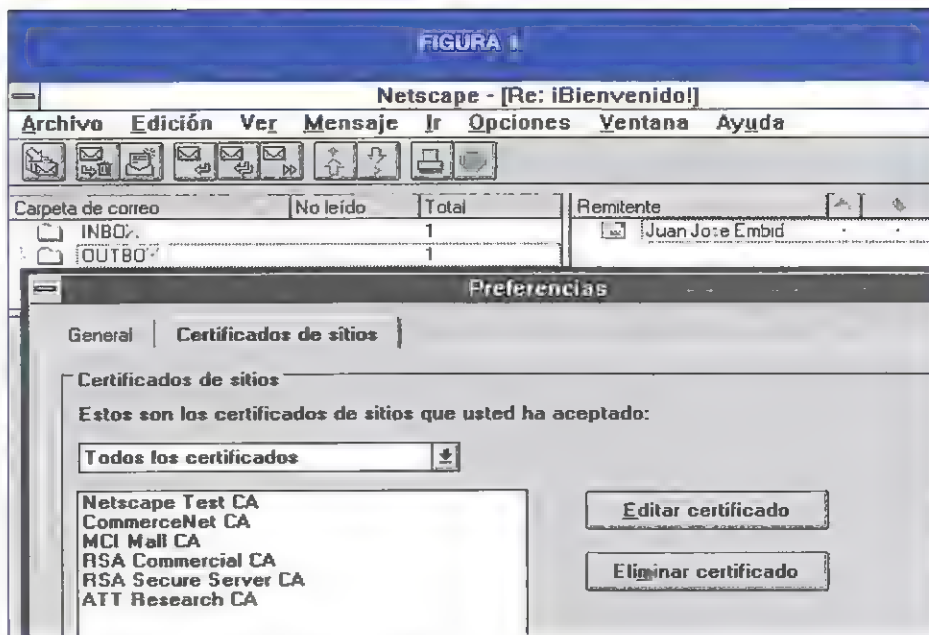 FIGURA 1
Netscape - [Re: ¡Bienvenido!]
Archivo Edición Ver Mensaje Ir Opciones Ventana Ayuda
Carpeta de correo No leído Total Remitente
INBOX 1 Juan Jose Embid
OUTBOX 1
Preferencias
General Certificados de sitios
Certificados de sitios
Estos son los certificados de sitios que usted ha aceptado:
Todos los certificados
Netscape Test CA
CommerceNet CA
MCI Mall CA
RSA Commercial CA
RSA Secure Server CA
ATT Research CA
Editar certificado
Eliminar certificado